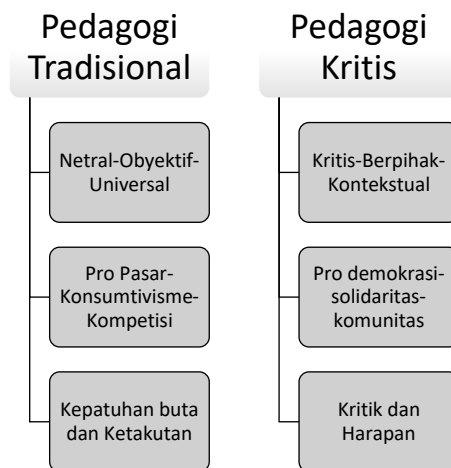 Pedagogi
Tradisional
Netral-Obyektif-
Universal
Pro Pasar-
Konsumtivisme-
Kompetisi
Kepatuhan buta
dan Ketakutan
Pedagogi
Kritis
Kritis-Berpihak-
Kontekstual
Pro demokrasi-
solidaritas-
komunitas
Kritik dan
Harapan